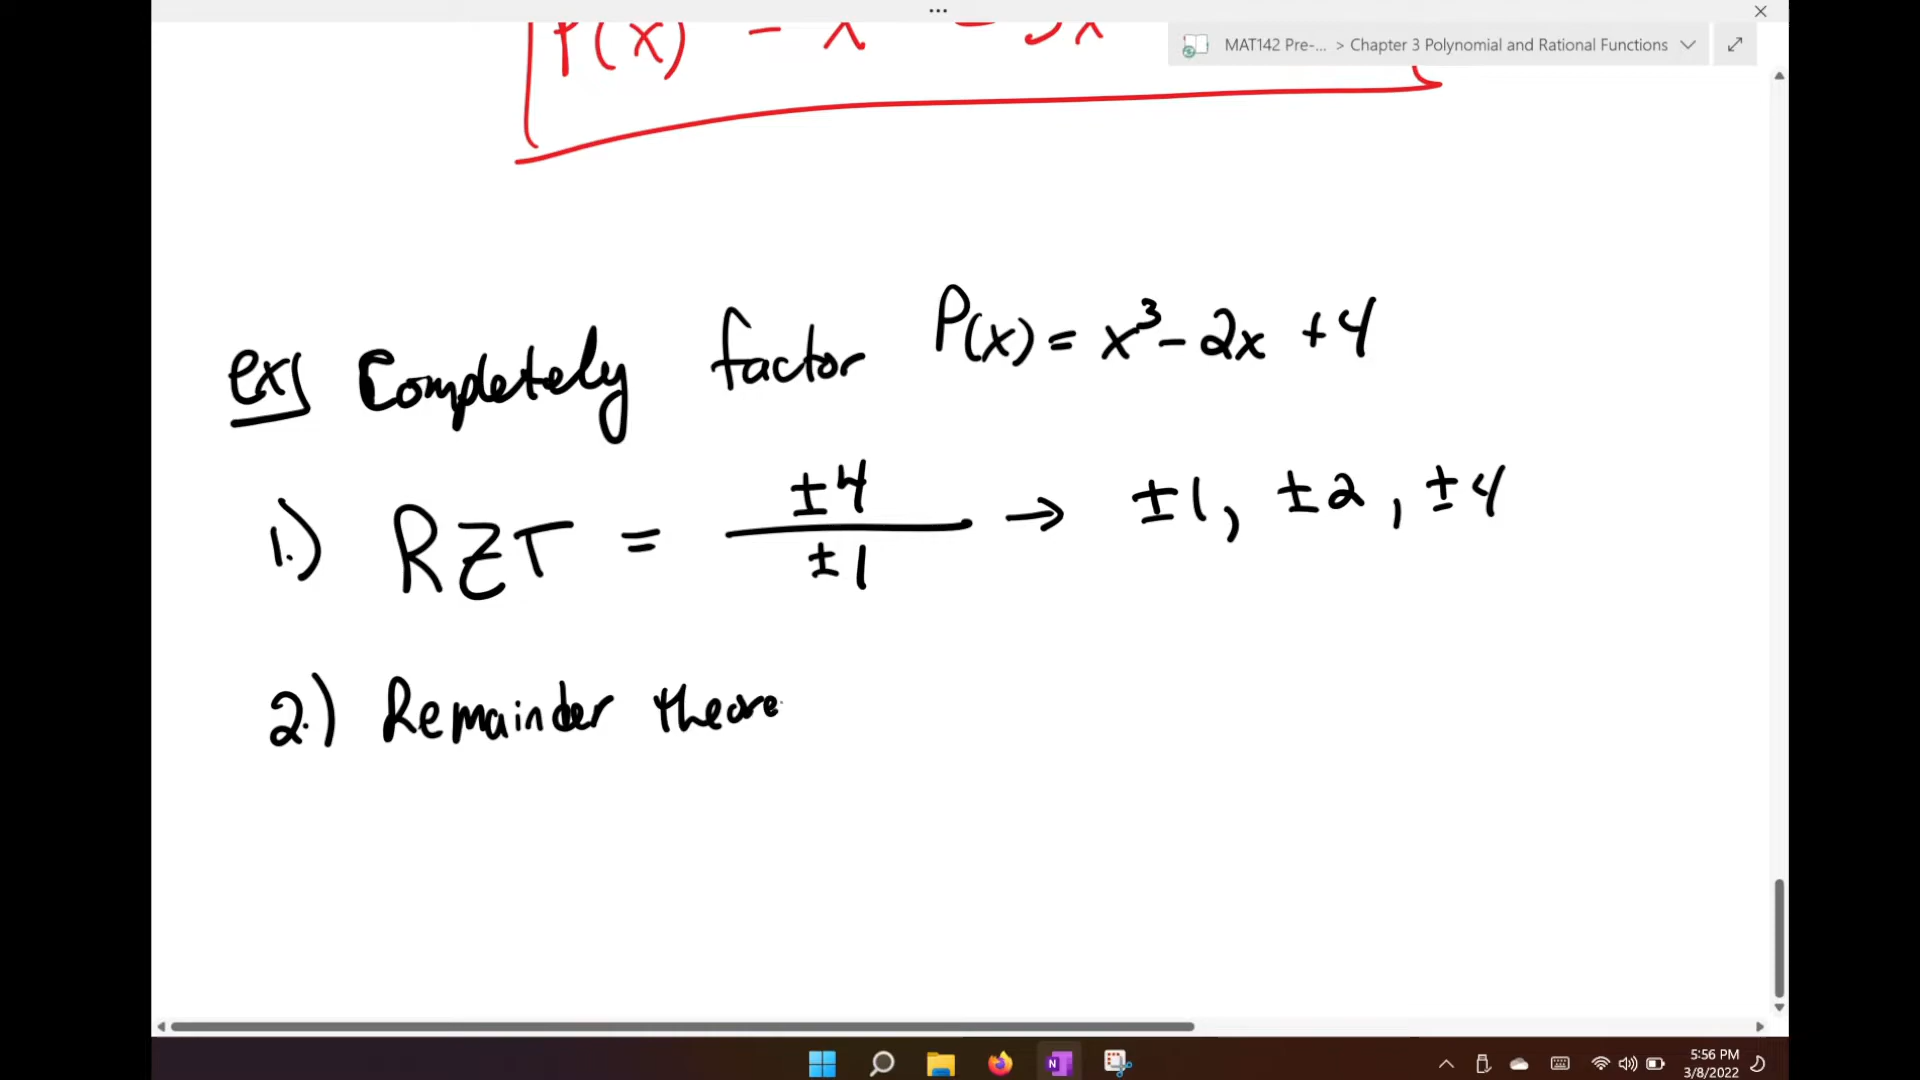 P(x) = x
MAT142 Pre-... > Chapter 3 Polynomial and Rational Functions
ex) Completely factor P(x) = x³ - 2x + 4
1.) RZT = ±4/±1 → ±1, ±2, ±4
2.) Remainder theore
5:56 PM
3/8/2022